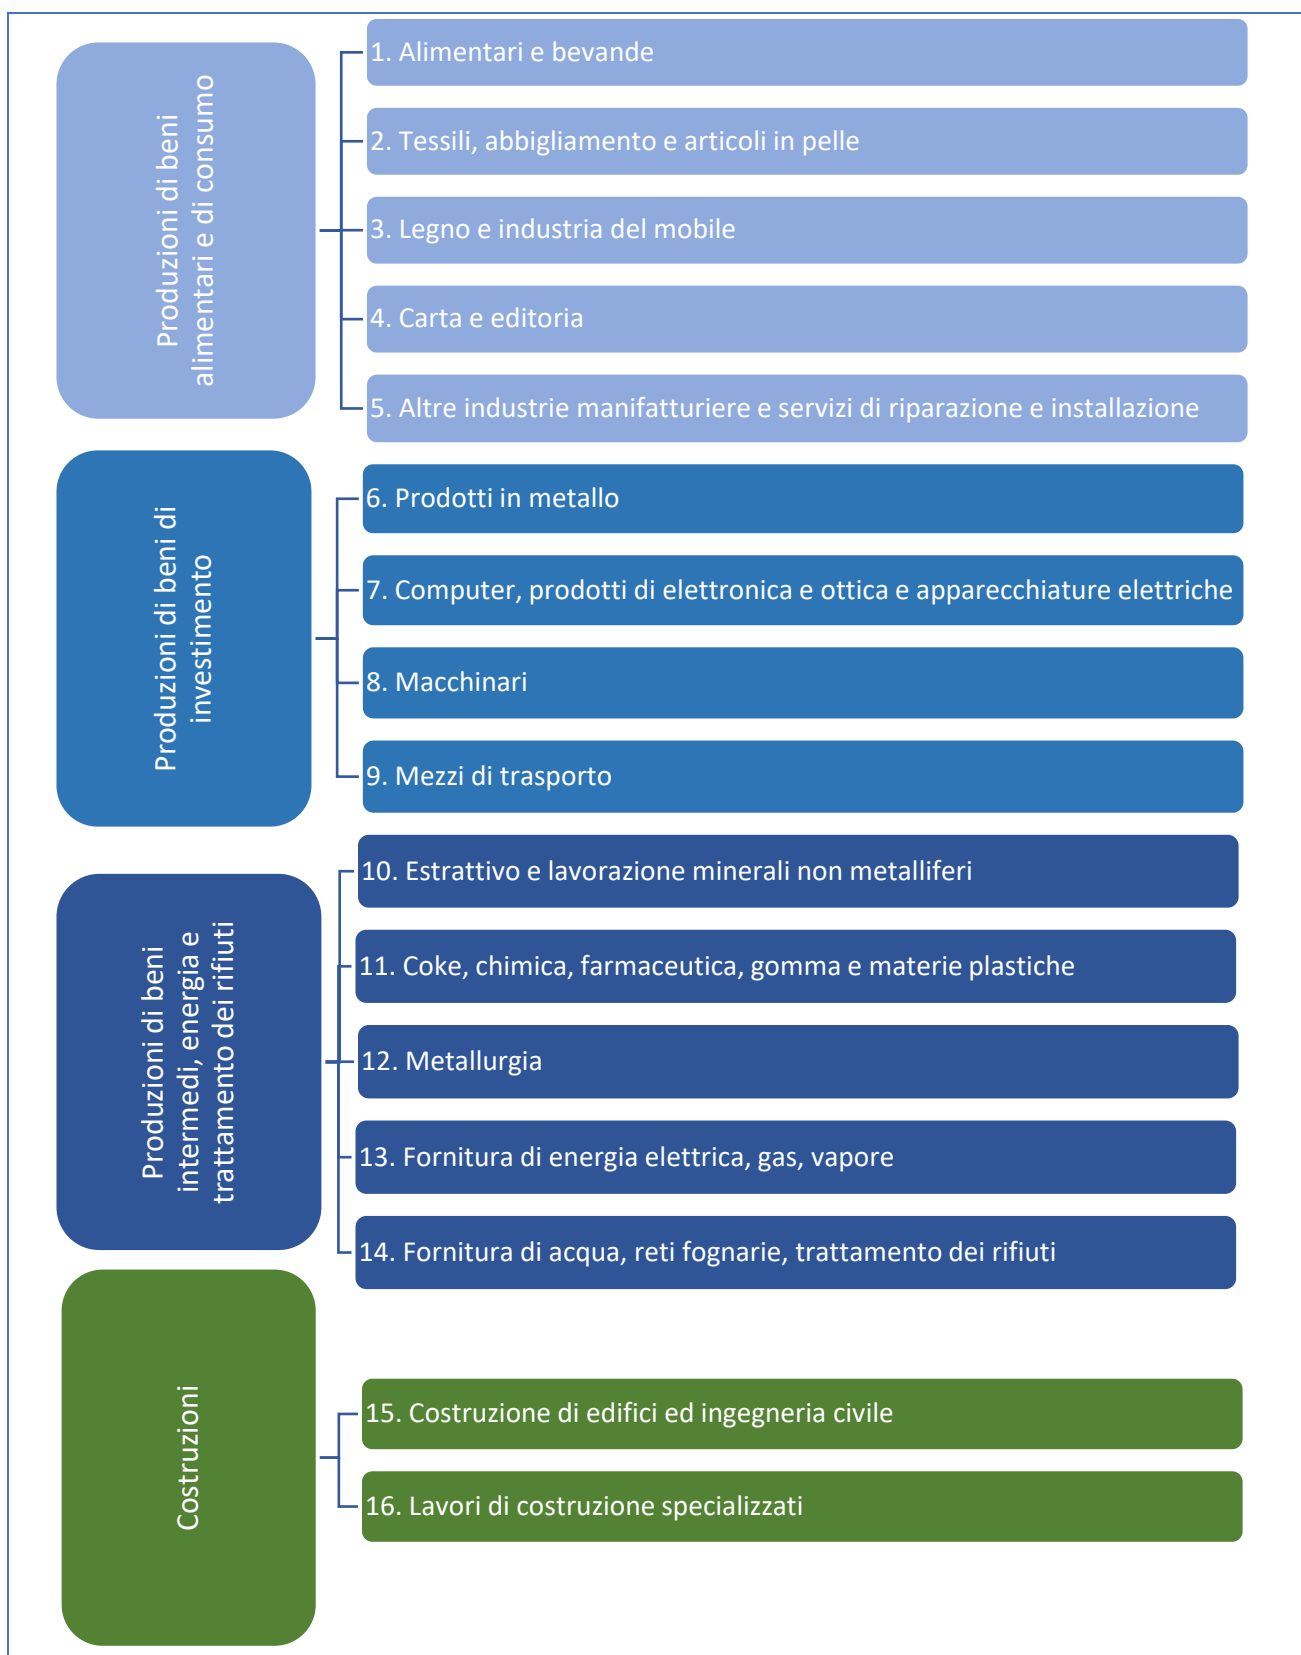 Produzioni di beni
alimentari e di consumo
1. Alimentari e bevande
2. Tessili, abbigliamento e articoli in pelle
3. Legno e industria del mobile
4. Carta e editoria
5. Altre industrie manifatturiere e servizi di riparazione e installazione
Produzioni di beni di
investimento
6. Prodotti in metallo
7. Computer, prodotti di elettronica e ottica e apparecchiature elettriche
8. Macchinari
9. Mezzi di trasporto
Produzioni di beni
intermedi, energia e
trattamento dei rifiuti
10. Estrattivo e lavorazione minerali non metalliferi
11. Coke, chimica, farmaceutica, gomma e materie plastiche
12. Metallurgia
13. Fornitura di energia elettrica, gas, vapore
14. Fornitura di acqua, reti fognarie, trattamento dei rifiuti
Costruzioni
15. Costruzione di edifici ed ingegneria civile
16. Lavori di costruzione specializzati